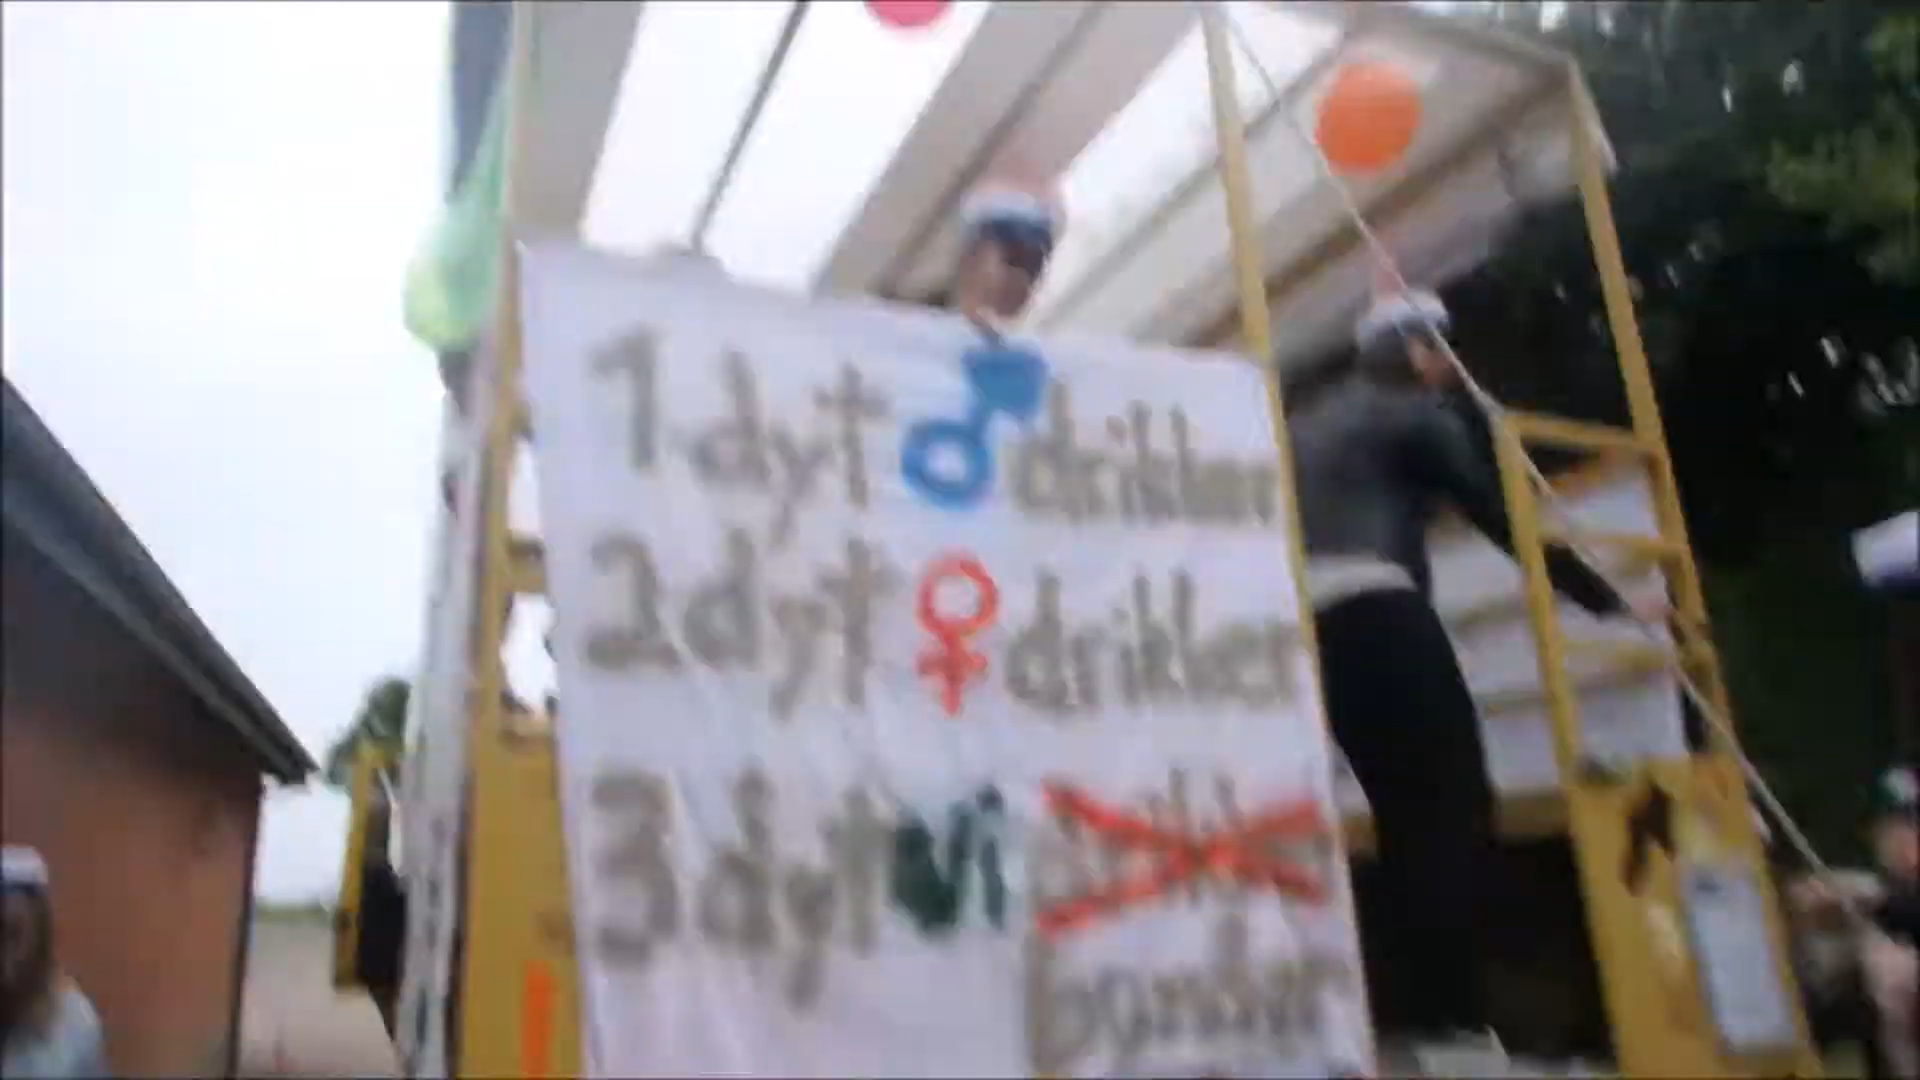 1 dyt ♂ drikker
2 dyt ♀ drikker
3 dyt Vi
bunder